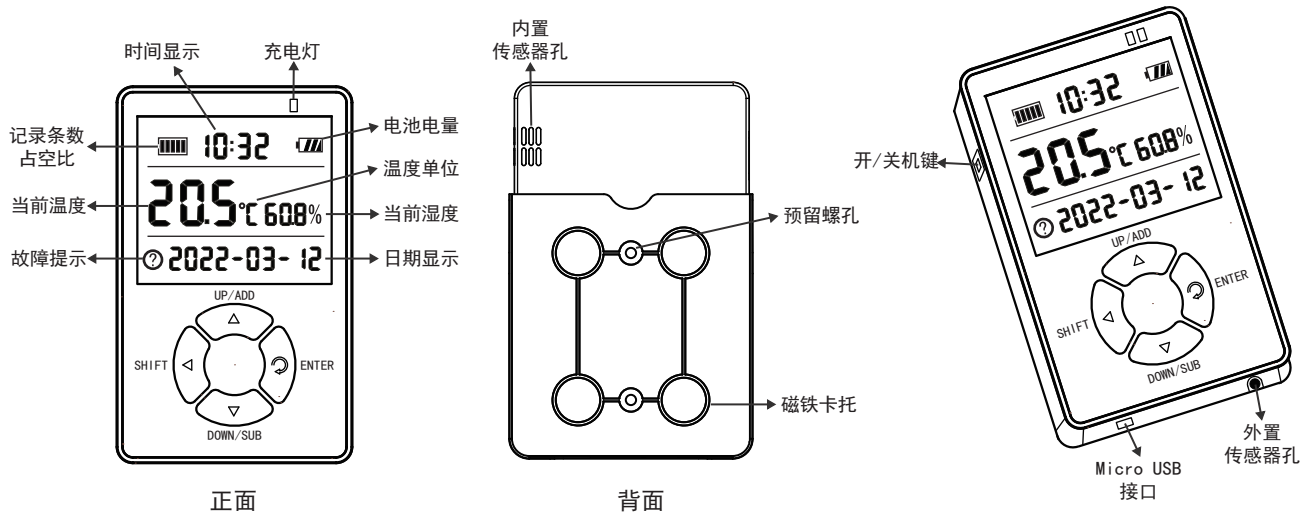 时间显示
充电灯
记录条数
占空比
10:32
电池电量
温度单位
当前温度
20.5℃ 60.8%
当前湿度
故障提示
? 2022-03-12
日期显示
UP/ADD
SHIFT
ENTER
DOWN/SUB
正面
内置
传感器孔
预留螺孔
磁铁卡托
背面
10:32
开/关机键
20.5℃ 60.8%
? 2022-03-12
UP/ADD
SHIFT
ENTER
DOWN/SUB
外置
传感器孔
Micro USB
接口